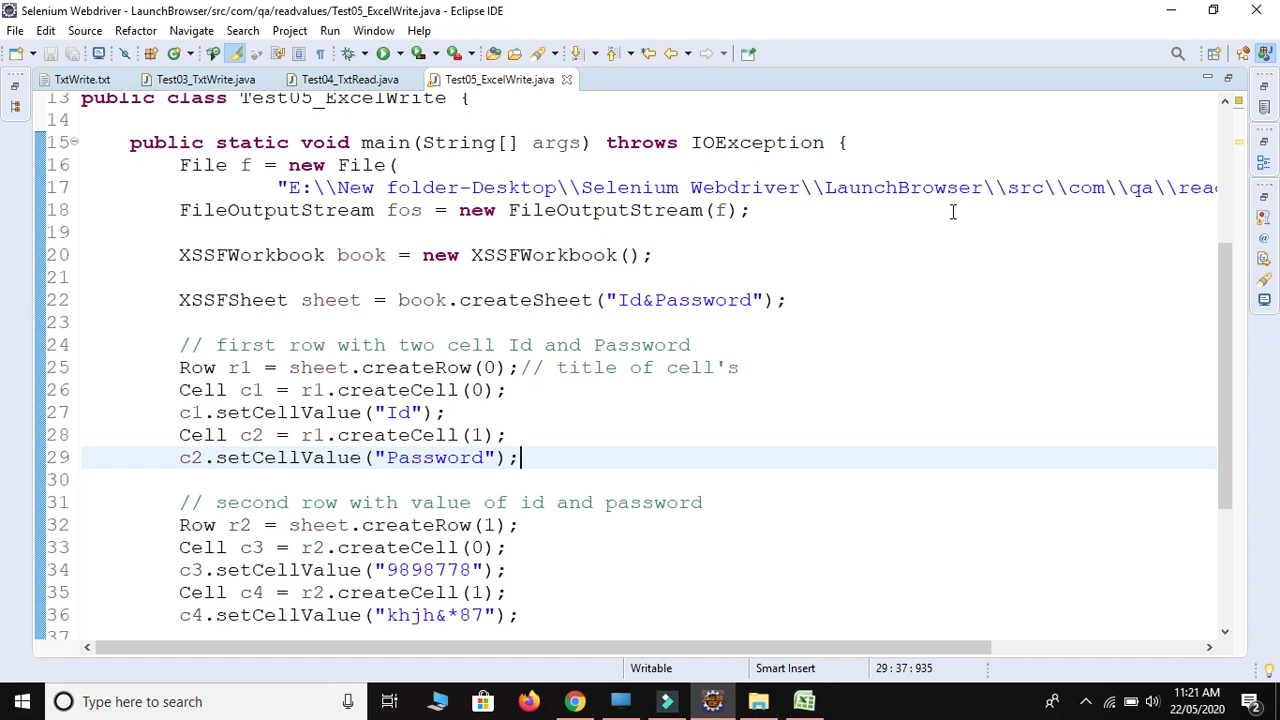 Selenium Webdriver - LaunchBrowser/src/com/qa/readvalues/Test05_ExcelWrite.java - Eclipse IDE
File Edit Source Refactor Navigate Search Project Run Window Help
TxtWrite.txt Test03_TxtWrite.java Test04_TxtRead.java Test05_ExcelWrite.java
13 public class Test05_ExcelWrite {
14
15 public static void main(String[] args) throws IOException {
16 File f = new File(
17 "E:\\New folder-Desktop\\Selenium Webdriver\\LaunchBrowser\\src\\com\\qa\\read
18 FileOutputStream fos = new FileOutputStream(f);
19
20 XSSFWorkbook book = new XSSFWorkbook();
21
22 XSSFSheet sheet = book.createSheet("Id&Password");
23
24 // first row with two cell Id and Password
25 Row r1 = sheet.createRow(0);// title of cell's
26 Cell c1 = r1.createCell(0);
27 c1.setCellValue("Id");
28 Cell c2 = r1.createCell(1);
29 c2.setCellValue("Password");
30
31 // second row with value of id and password
32 Row r2 = sheet.createRow(1);
33 Cell c3 = r2.createCell(0);
34 c3.setCellValue("9898778");
35 Cell c4 = r2.createCell(1);
36 c4.setCellValue("khjh&*87");
37
Writable Smart Insert 29 : 37 : 935
Type here to search
11:21 AM
22/05/2020
2